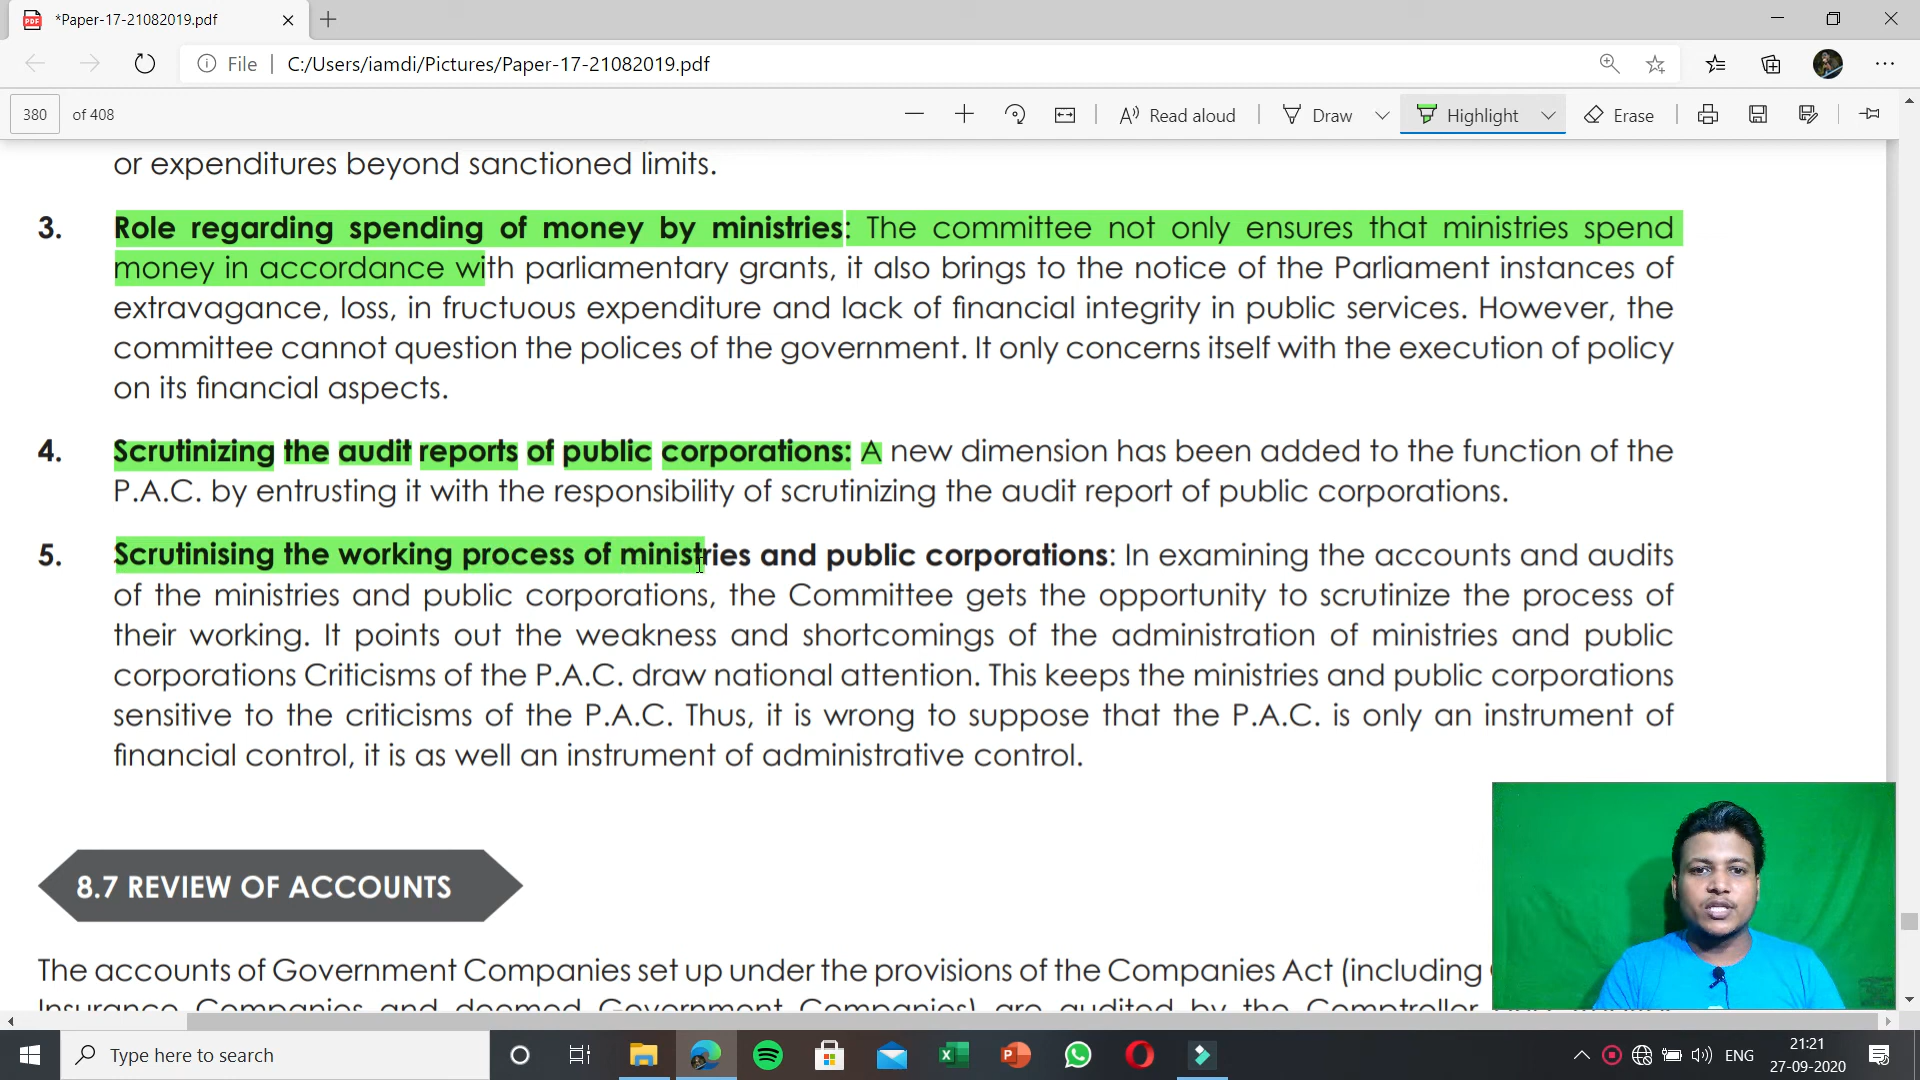 *Paper-17-21082019.pdf
File
C:/Users/iamdi/Pictures/Paper-17-21082019.pdf
380 of 408
Read aloud
Draw
Highlight
Erase
or expenditures beyond sanctioned limits.
3. Role regarding spending of money by ministries: The committee not only ensures that ministries spend
money in accordance with parliamentary grants, it also brings to the notice of the Parliament instances of
extravagance, loss, in fructuous expenditure and lack of financial integrity in public services. However, the
committee cannot question the polices of the government. It only concerns itself with the execution of policy
on its financial aspects.
4. Scrutinizing the audit reports of public corporations: A new dimension has been added to the function of the
P.A.C. by entrusting it with the responsibility of scrutinizing the audit report of public corporations.
5. Scrutinising the working process of ministries and public corporations: In examining the accounts and audits
of the ministries and public corporations, the Committee gets the opportunity to scrutinize the process of
their working. It points out the weakness and shortcomings of the administration of ministries and public
corporations Criticisms of the P.A.C. draw national attention. This keeps the ministries and public corporations
sensitive to the criticisms of the P.A.C. Thus, it is wrong to suppose that the P.A.C. is only an instrument of
financial control, it is as well an instrument of administrative control.
8.7 REVIEW OF ACCOUNTS
The accounts of Government Companies set up under the provisions of the Companies Act (including
Insurance Companies and deemed Government Companies) are audited by the Comptroller
Type here to search
ENG
21:21
27-09-2020